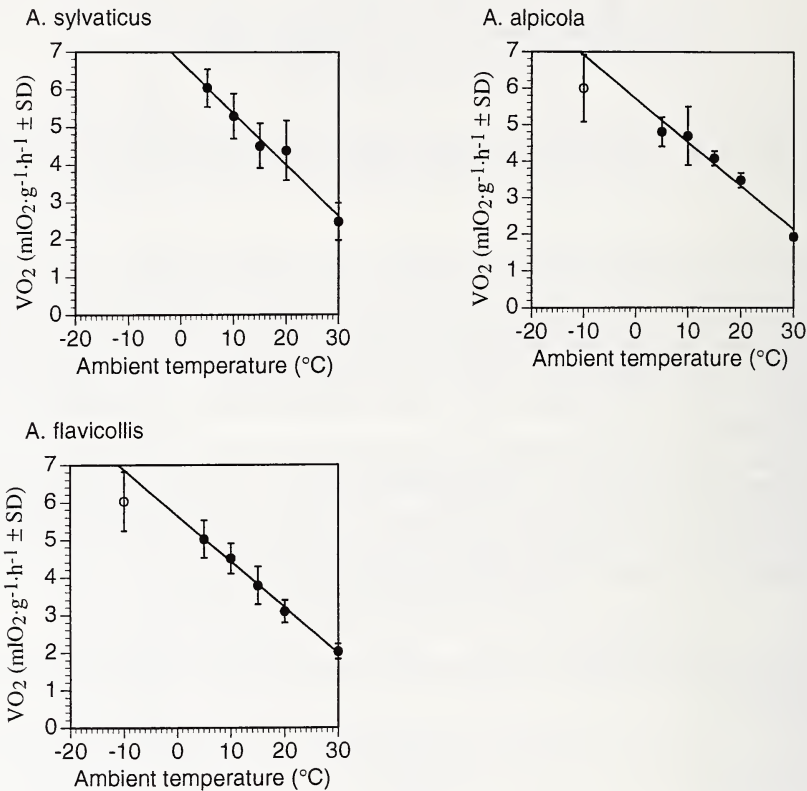 A. sylvaticus
VO2 (mlO2·g-1·h-1 ± SD)
7
6
5
4
3
2
1
0
-20 -10 0 10 20 30
Ambient temperature (°C)
A. alpicola
VO2 (mlO2·g-1·h-1 ± SD)
7
6
5
4
3
2
1
0
-20 -10 0 10 20 30
Ambient temperature (°C)
A. flavicollis
VO2 (mlO2·g-1·h-1 ± SD)
7
6
5
4
3
2
1
0
-20 -10 0 10 20 30
Ambient temperature (°C)